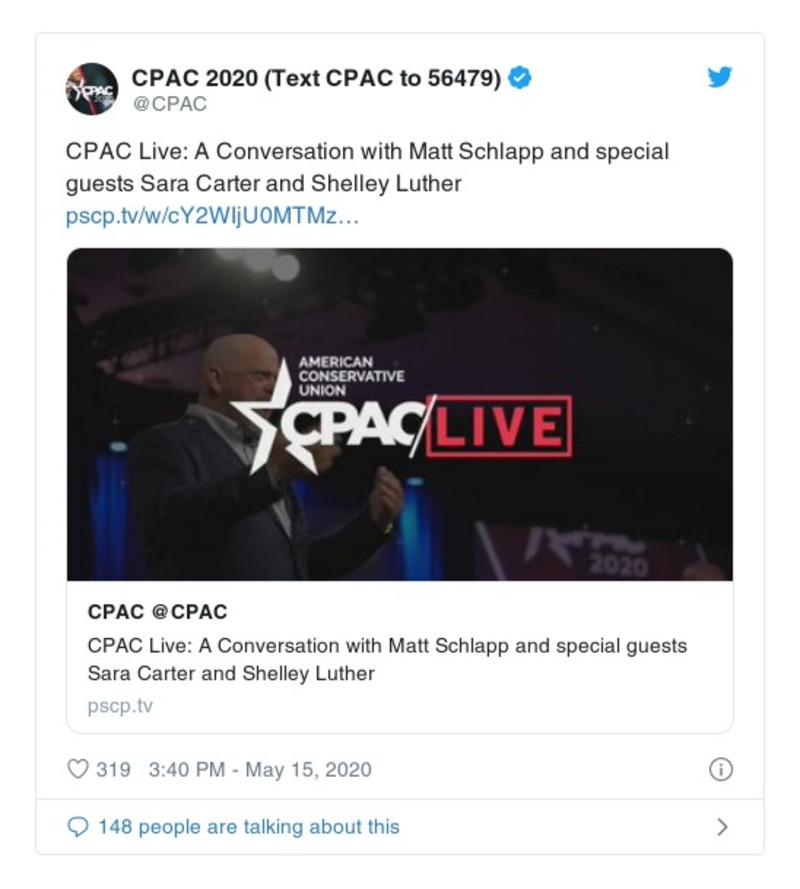 CPAC 2020 (Text CPAC to 56479)
@CPAC
CPAC Live: A Conversation with Matt Schlapp and special
guests Sara Carter and Shelley Luther
pscp.tv/w/cY2WIjU0MTMz…
AMERICAN
CONSERVATIVE
UNION
CPAC/LIVE
CPAC
2020
CPAC @CPAC
CPAC Live: A Conversation with Matt Schlapp and special guests
Sara Carter and Shelley Luther
pscp.tv
319 3:40 PM - May 15, 2020
148 people are talking about this